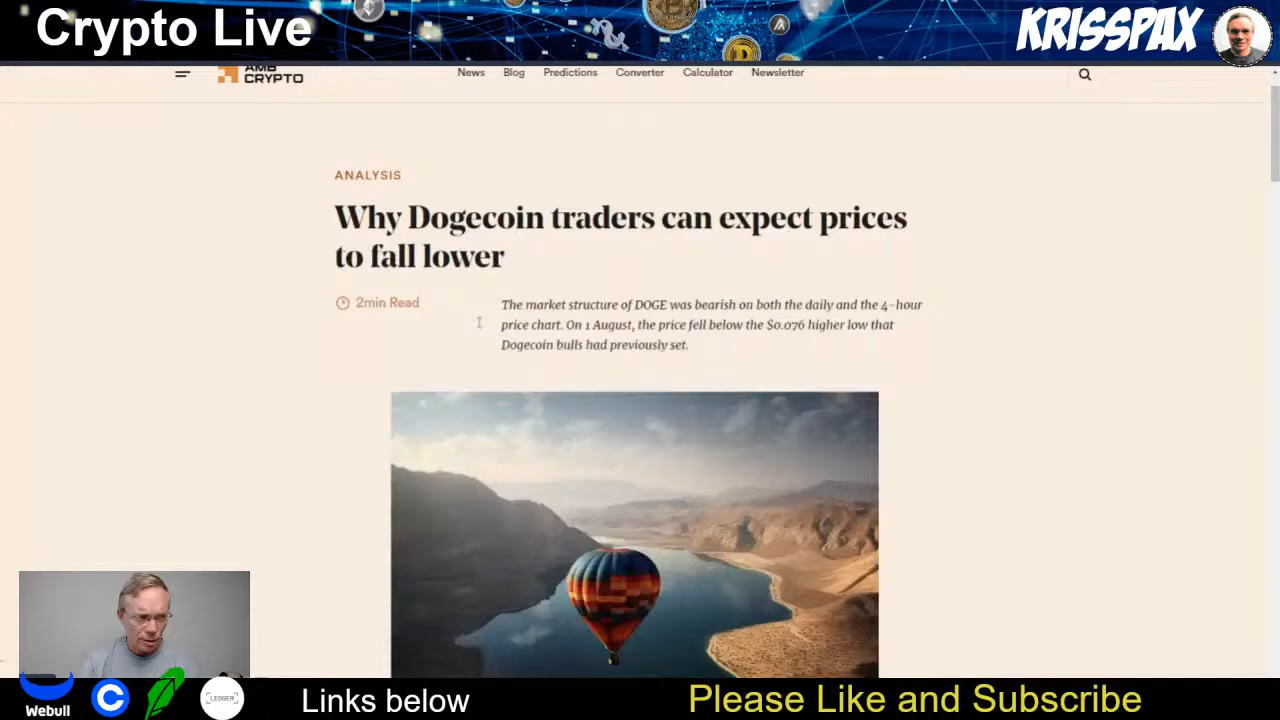 Crypto Live
KRISSPAX
AMB
CRYPTO
News Blog Predictions Converter Calculator Newsletter
ANALYSIS
Why Dogecoin traders can expect prices
to fall lower
2min Read
The market structure of DOGE was bearish on both the daily and the 4-hour
price chart. On 1 August, the price fell below the $0.076 higher low that
Dogecoin bulls had previously set.
Webull
LEDGER
Links below
Please Like and Subscribe